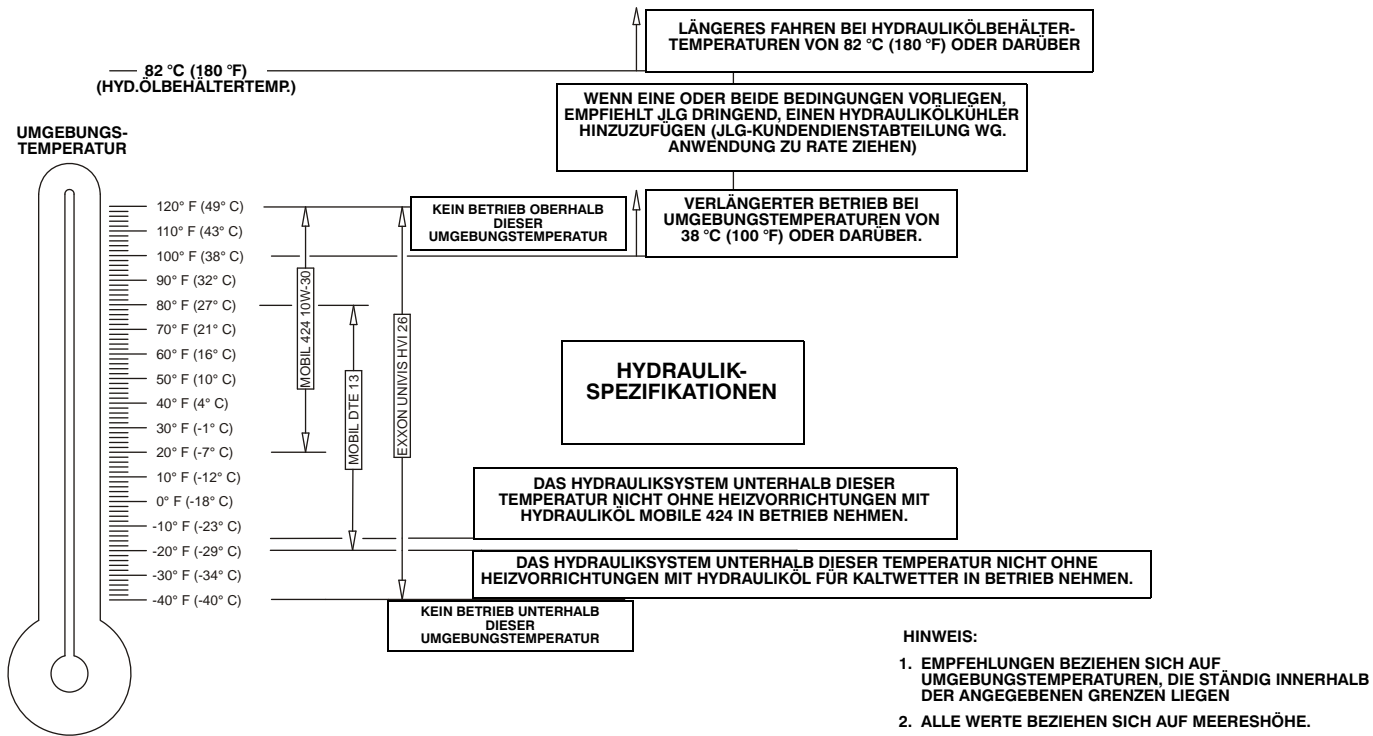 LÄNGERES FAHREN BEI HYDRAULIKÖLBEHÄLTER-
TEMPERATUREN VON 82 °C (180 °F) ODER DARÜBER
82 °C (180 °F)
(HYD.ÖLBEHÄLTERTEMP.)
WENN EINE ODER BEIDE BEDINGUNGEN VORLIEGEN,
EMPFIEHLT JLG DRINGEND, EINEN HYDRAULIKÖLKÜHLER
HINZUZUFÜGEN (JLG-KUNDENDIENSTABTEILUNG WG.
ANWENDUNG ZU RATE ZIEHEN)
UMGEBUNGS-
TEMPERATUR
120° F (49° C)
110° F (43° C)
100° F (38° C)
90° F (32° C)
80° F (27° C)
70° F (21° C)
60° F (16° C)
50° F (10° C)
40° F (4° C)
30° F (-1° C)
20° F (-7° C)
10° F (-12° C)
0° F (-18° C)
-10° F (-23° C)
-20° F (-29° C)
-30° F (-34° C)
-40° F (-40° C)
MOBIL 424 10W-30
MOBIL DTE 13
EXXON UNIVIS HVI 26
KEIN BETRIEB OBERHALB
DIESER
UMGEBUNGSTEMPERATUR
VERLÄNGERTER BETRIEB BEI
UMGEBUNGSTEMPERATUREN VON
38 °C (100 °F) ODER DARÜBER.
HYDRAULIK-
SPEZIFIKATIONEN
DAS HYDRAULIKSYSTEM UNTERHALB DIESER
TEMPERATUR NICHT OHNE HEIZVORRICHTUNGEN MIT
HYDRAULIKÖL MOBILE 424 IN BETRIEB NEHMEN.
DAS HYDRAULIKSYSTEM UNTERHALB DIESER TEMPERATUR NICHT OHNE
HEIZVORRICHTUNGEN MIT HYDRAULIKÖL FÜR KALTWETTER IN BETRIEB NEHMEN.
KEIN BETRIEB UNTERHALB
DIESER
UMGEBUNGSTEMPERATUR
HINWEIS:
1. EMPFEHLUNGEN BEZIEHEN SICH AUF
UMGEBUNGSTEMPERATUREN, DIE STÄNDIG INNERHALB
DER ANGEGEBENEN GRENZEN LIEGEN
2. ALLE WERTE BEZIEHEN SICH AUF MEERESHÖHE.